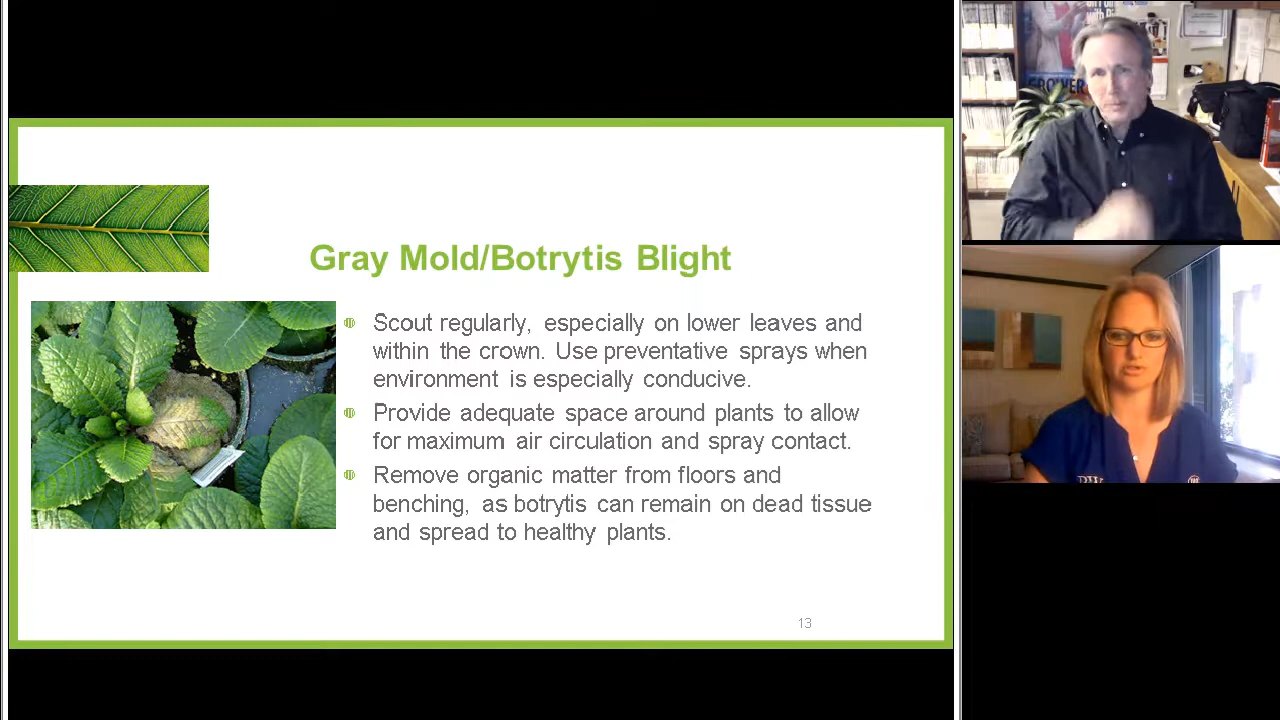 Gray Mold/Botrytis Blight
Scout regularly, especially on lower leaves and
within the crown. Use preventative sprays when
environment is especially conducive.
Provide adequate space around plants to allow
for maximum air circulation and spray contact.
Remove organic matter from floors and
benching, as botrytis can remain on dead tissue
and spread to healthy plants.
13
GROWER